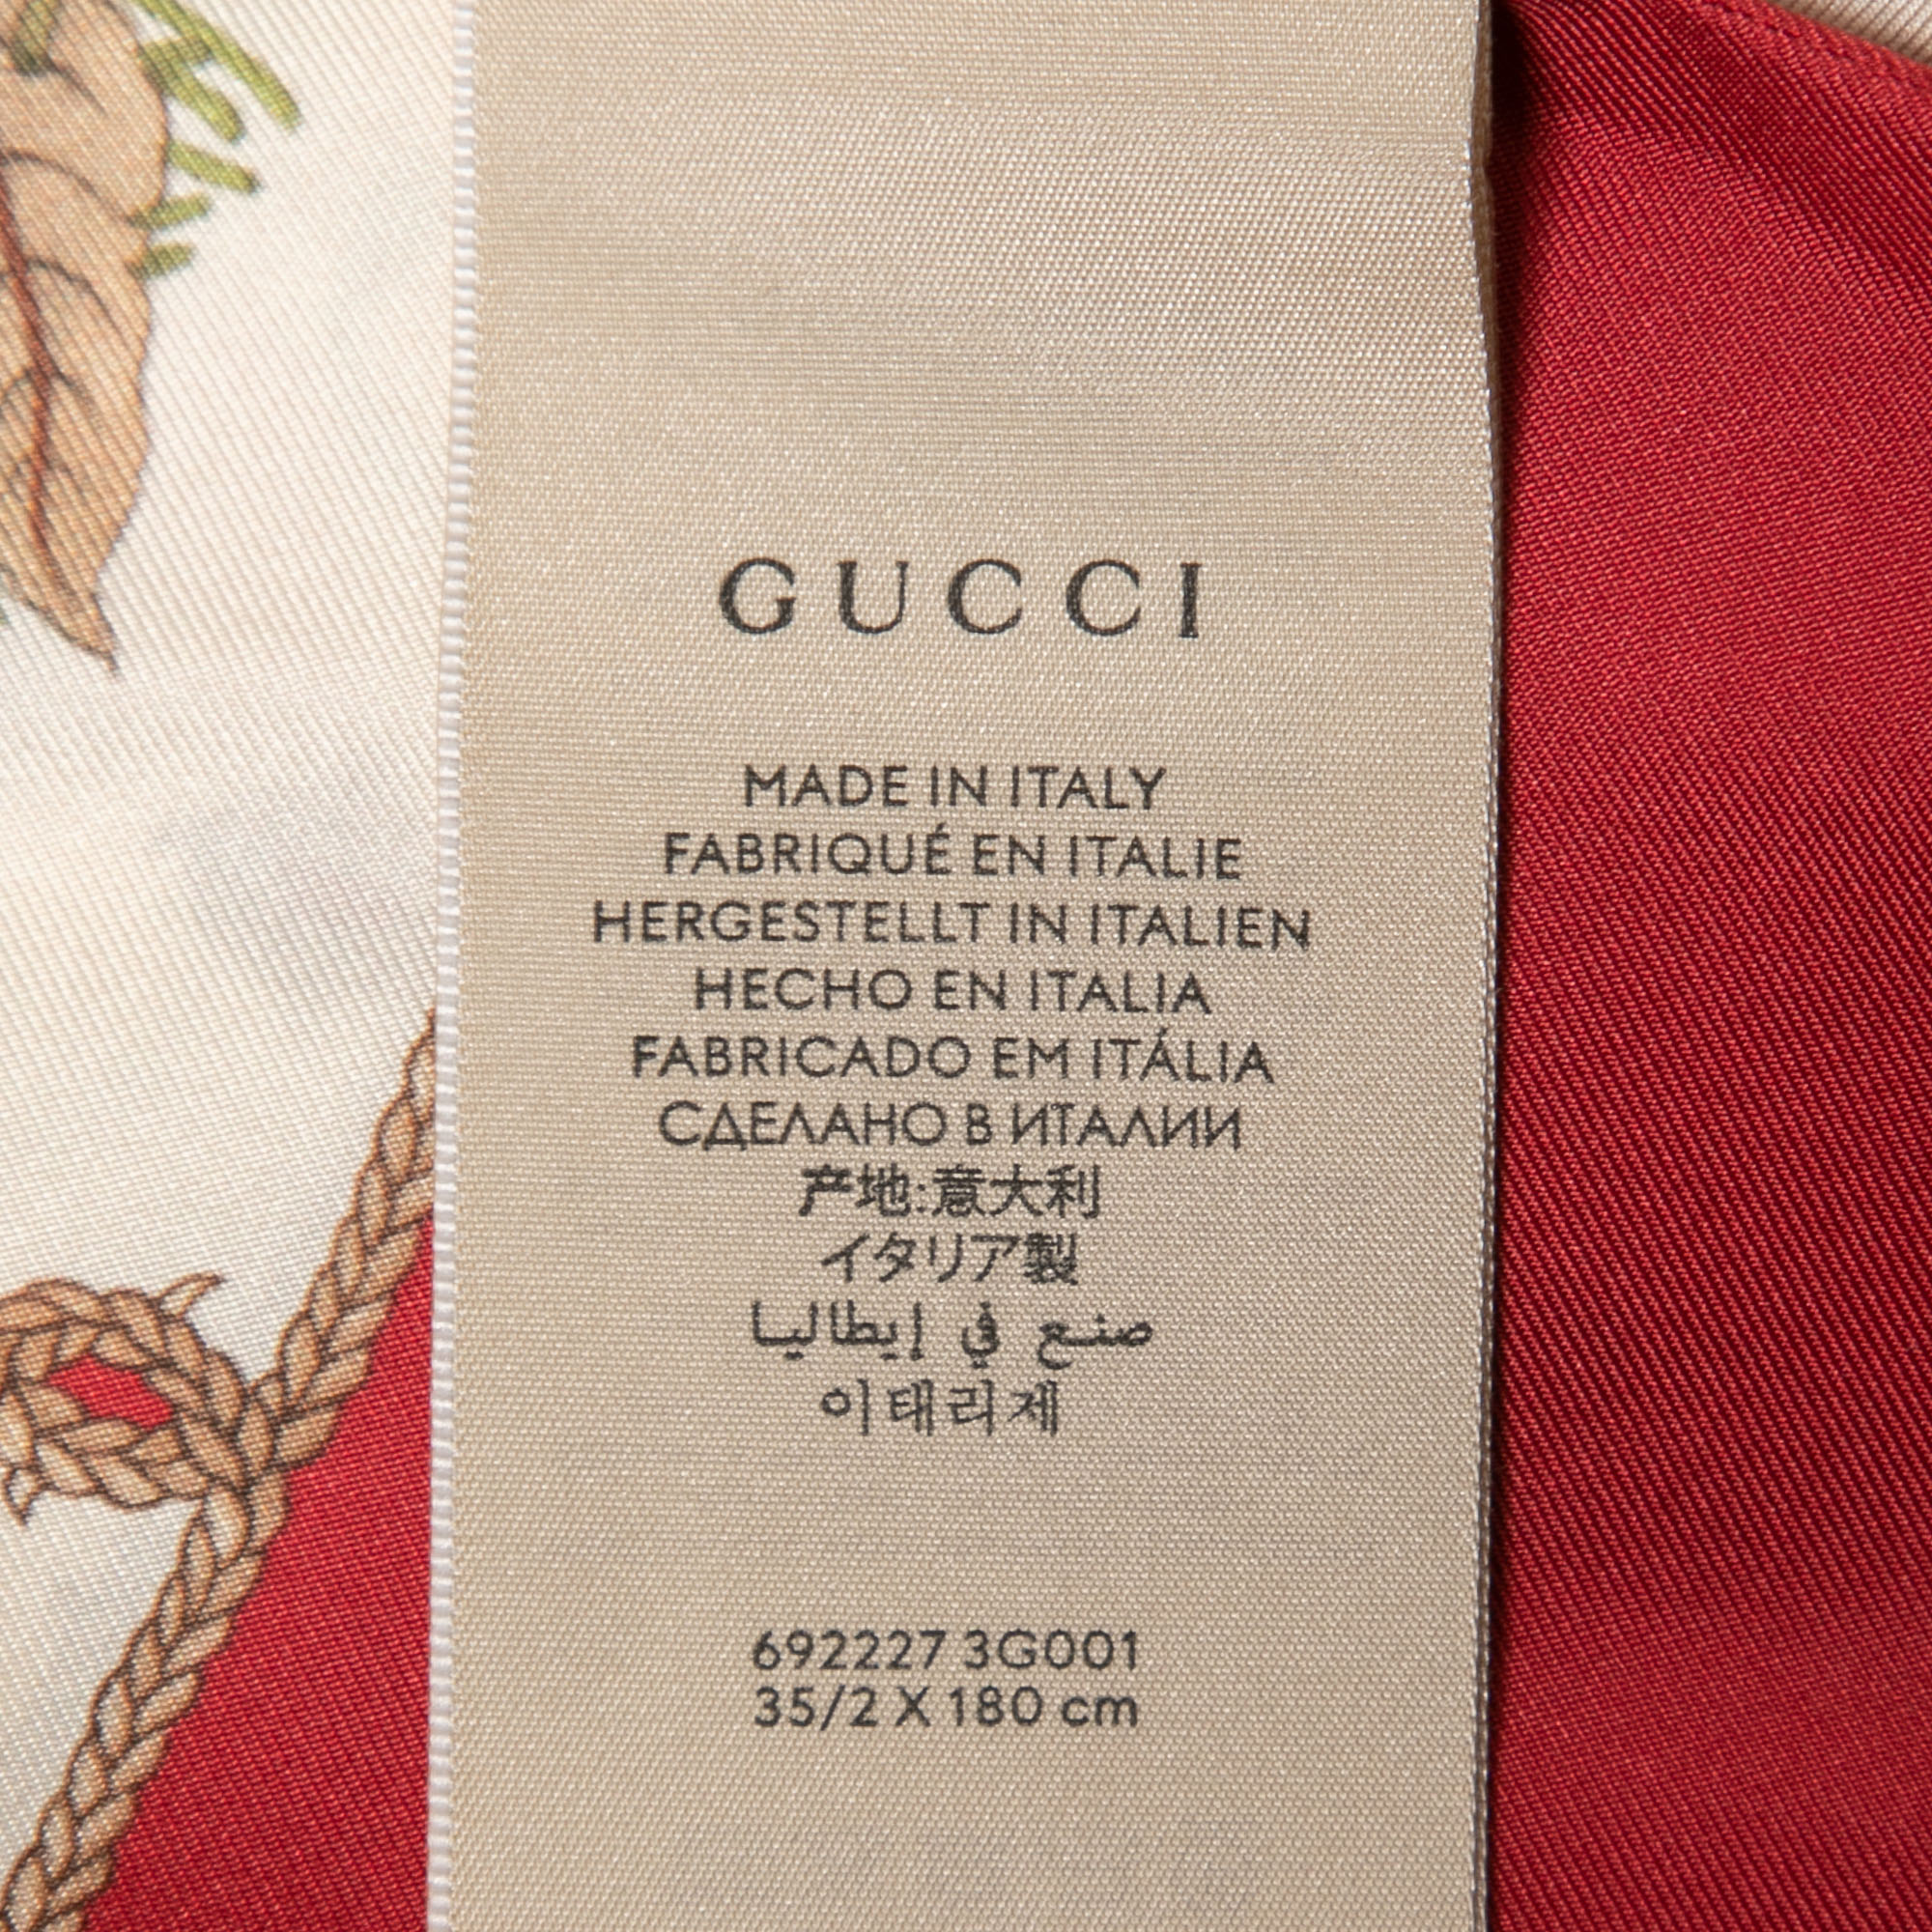 GUCCI
MADE IN ITALY
FABRIQUÉ EN ITALIE
HERGESTELLT IN ITALIEN
HECHO EN ITALIA
FABRICADO EM ITÁLIA
СДЕЛАНО В ИТАЛИИ
产地:意大利
イタリア製
صنع في إيطاليا
이태리제
692227 3G001
35/2 X 180 cm